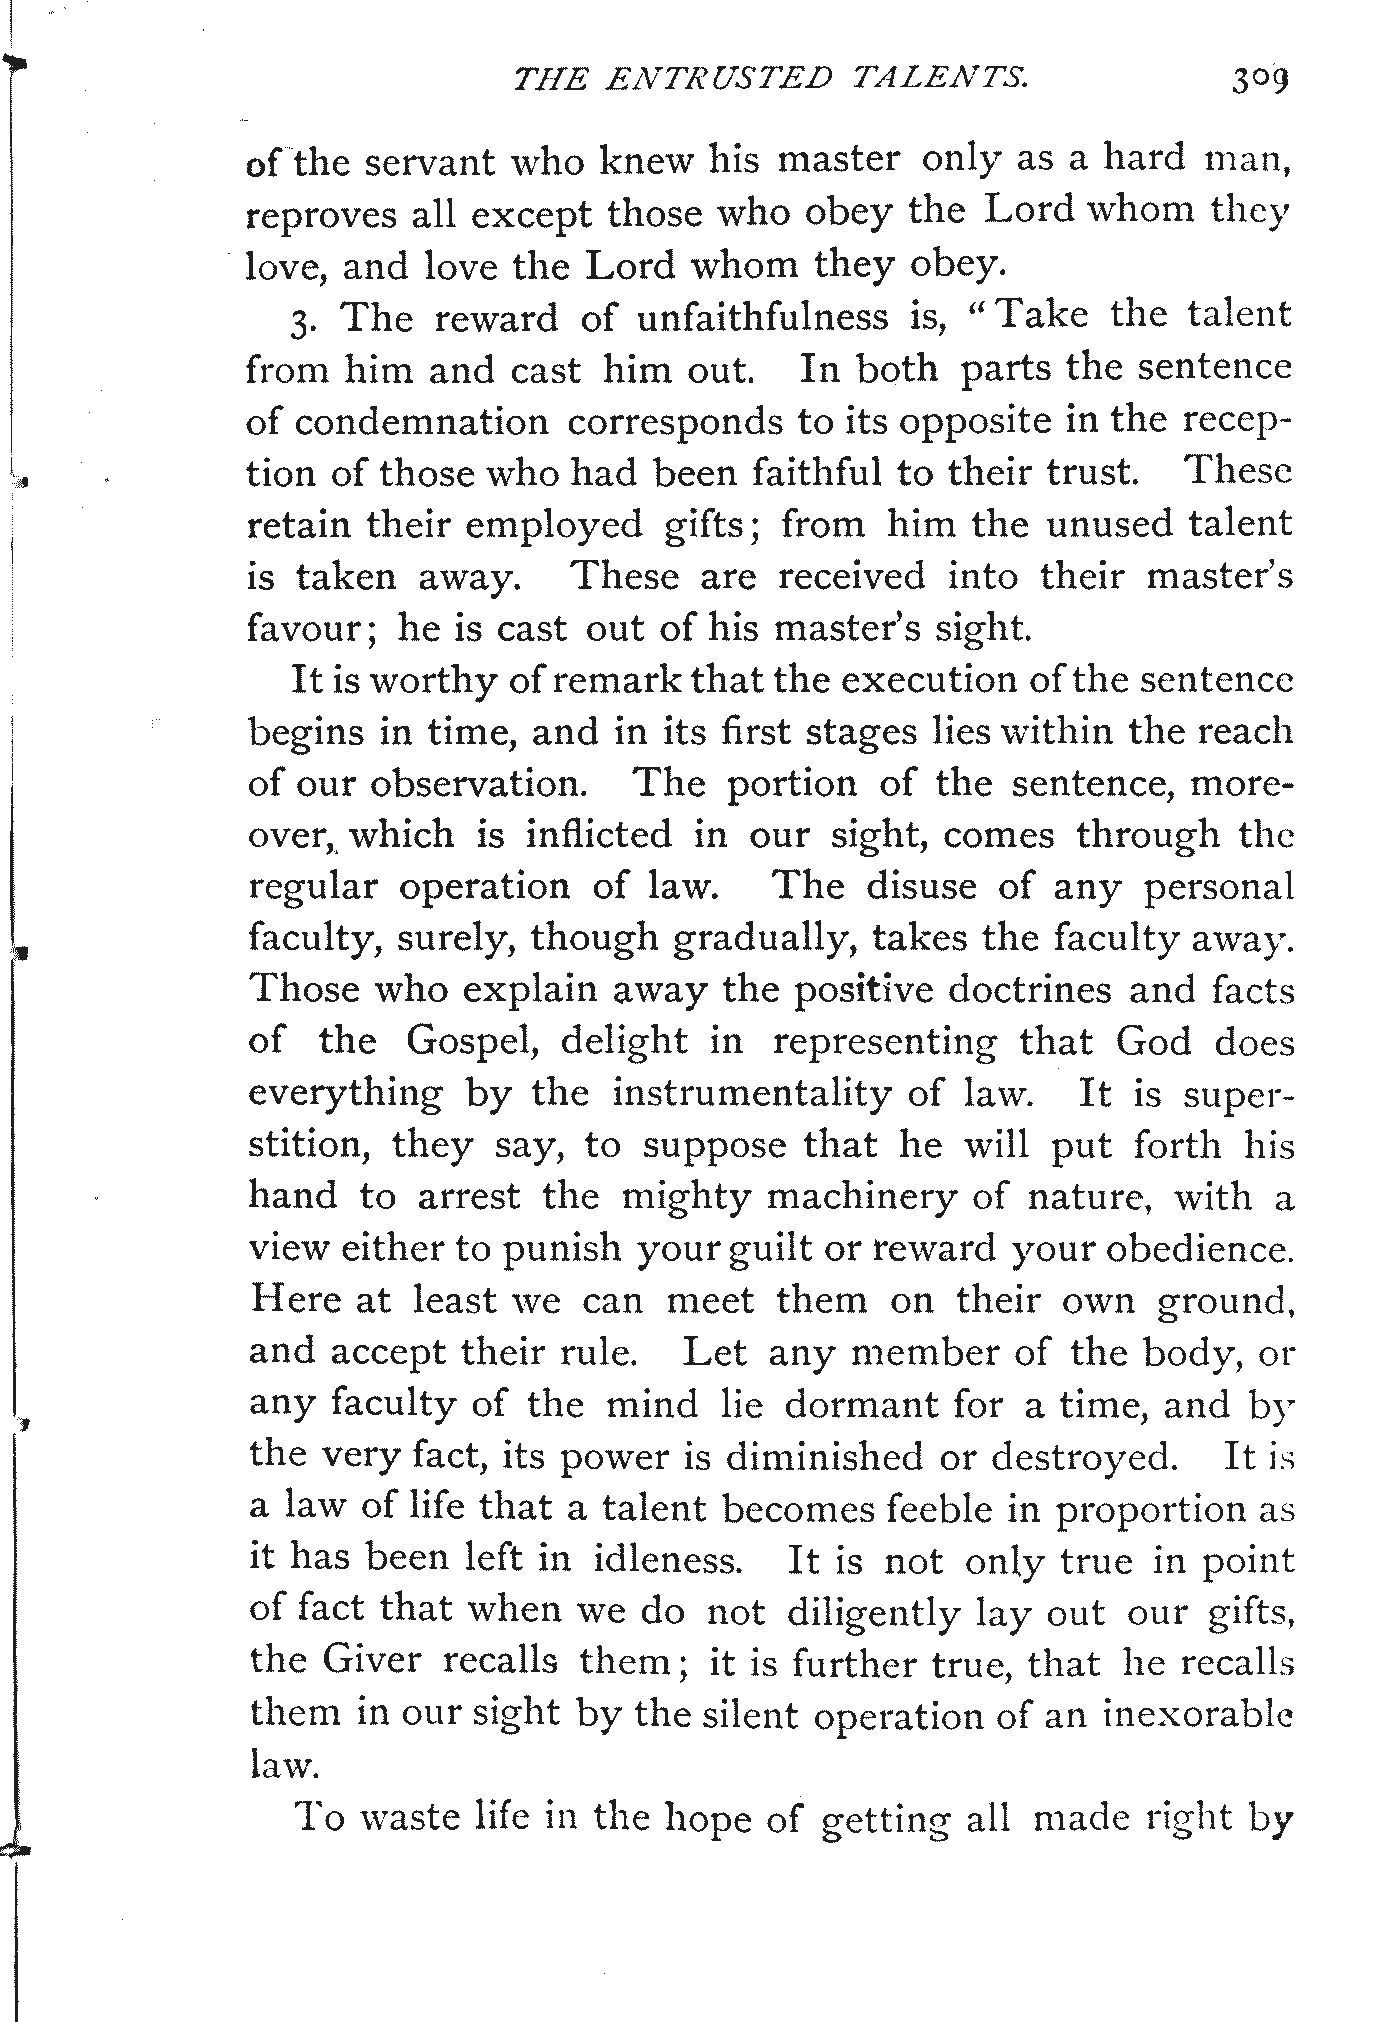 THE ENTRUSTED TALENTS. 309
of the servant who knew his master only as a hard man,
reproves all except those who obey the Lord whom they
love, and love the Lord whom they obey.
3. The reward of unfaithfulness is, “ Take the talent
from him and cast him out. In both parts the sentence
of condemnation corresponds to its opposite in the recep-
tion of those who had been faithful to their trust. These
retain their employed gifts; from him the unused talent
is taken away. These are received into their master's
favour; he is cast out of his master's sight.
It is worthy of remark that the execution of the sentence
begins in time, and in its first stages lies within the reach
of our observation. The portion of the sentence, more-
over, which is inflicted in our sight, comes through the
regular operation of law. The disuse of any personal
faculty, surely, though gradually, takes the faculty away.
Those who explain away the positive doctrines and facts
of the Gospel, delight in representing that God does
everything by the instrumentality of law. It is super-
stition, they say, to suppose that he will put forth his
hand to arrest the mighty machinery of nature, with a
view either to punish your guilt or reward your obedience.
Here at least we can meet them on their own ground,
and accept their rule. Let any member of the body, or
any faculty of the mind lie dormant for a time, and by
the very fact, its power is diminished or destroyed. It is
a law of life that a talent becomes feeble in proportion as
it has been left in idleness. It is not only true in point
of fact that when we do not diligently lay out our gifts,
the Giver recalls them; it is further true, that he recalls
them in our sight by the silent operation of an inexorable
law.
To waste life in the hope of getting all made right by